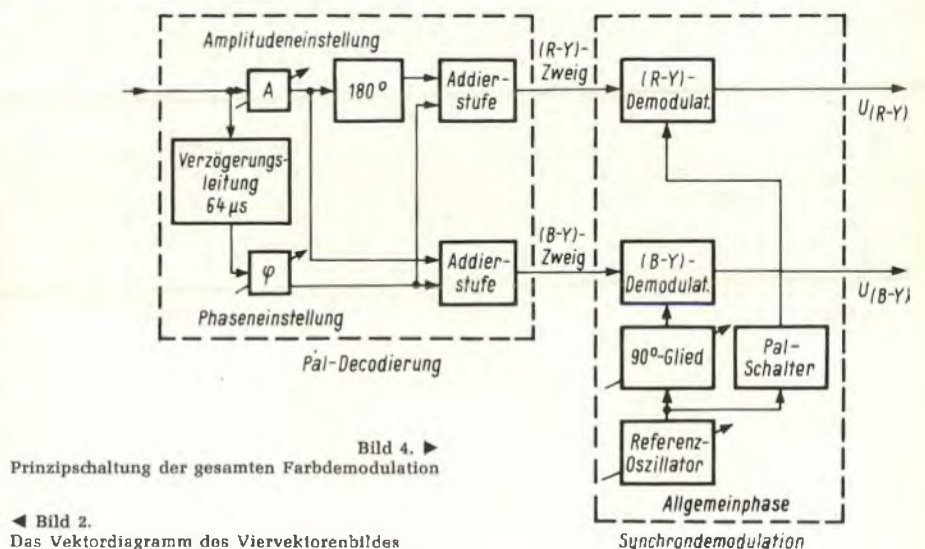 Amplitudeneinstellung
A
180°
Addier-
stufe
(R-Y)-
Zweig
(R-Y)-
Demodulat.
U(R-Y)
Verzögerungs-
leitung
64 µs
φ
Phaseneinstellung
Addier-
stufe
(B-Y)-
Zweig
(B-Y)-
Demodulat.
U(B-Y)
Pal-Decodierung
90°-Glied
Pal-
Schalter
Referenz-
Oszillator
Allgemeinphase
Synchrondemodulation
Bild 4. ►
Prinzipschaltung der gesamten Farbdemodulation
◄ Bild 2.
Das Vektordiagramm des Viervektorenbildes